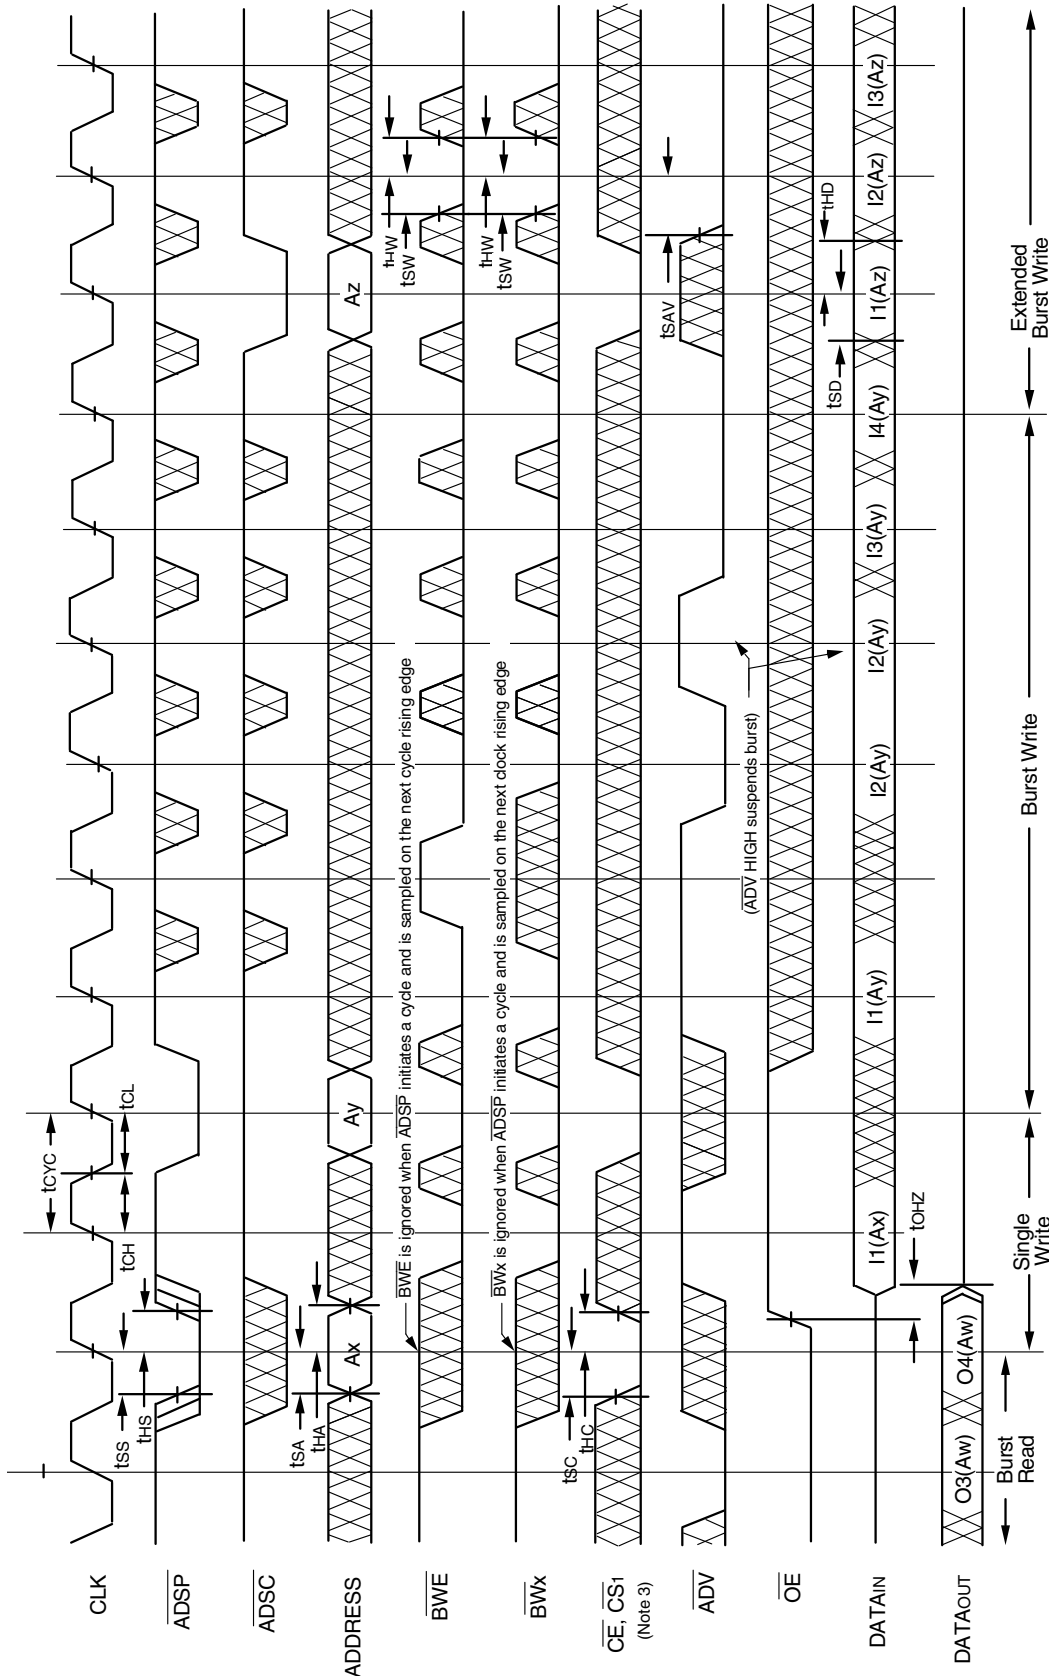 CLK
tSS
tHS
tCH
tCYC
tCL
ADSP
ADSC
ADDRESS
tSA
tHA
Ax
Ay
Az
BWE
BWE is ignored when ADSP initiates a cycle and is sampled on the next cycle rising edge
tHW
tSW
BWx
BWx is ignored when ADSP initiates a cycle and is sampled on the next dock rising edge
tHW
tSW
CE, CS1
(Note 3)
tSC
tHC
ADV
(ADV HIGH suspends burst)
tSAV
OE
DATAIN
I1(Ax)
I1(Ay)
I2(Ay)
I2(Ay)
I3(Ay)
I4(Ay)
tSD
I1(Az)
tHD
I2(Az)
I3(Az)
DATAOUT
O3(Aw)
O4(Aw)
tOHZ
Burst
Read
Single
Write
Burst Write
Extended
Burst Write